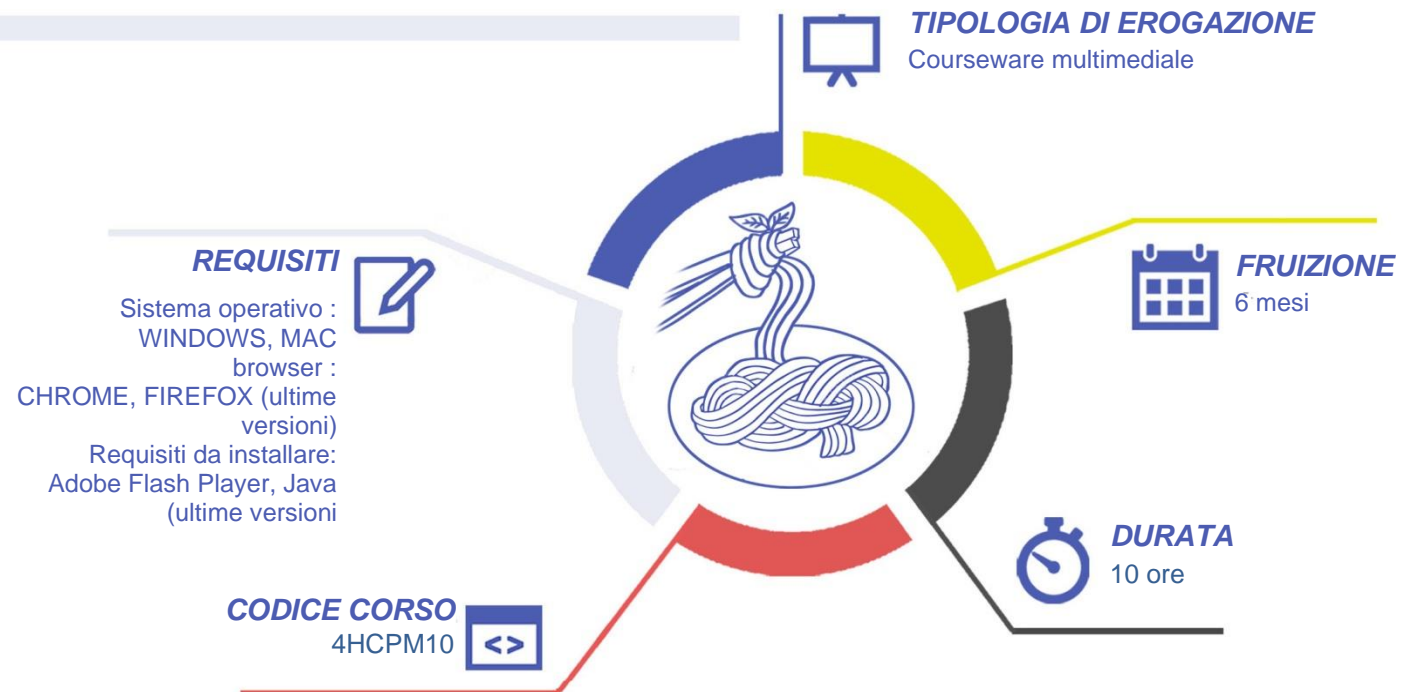 TIPOLOGIA DI EROGAZIONE
Courseware multimediale
REQUISITI
Sistema operativo :
WINDOWS, MAC
browser :
CHROME, FIREFOX (ultime
versioni)
Requisiti da installare:
Adobe Flash Player, Java
(ultime versioni
FRUIZIONE
6 mesi
DURATA
10 ore
CODICE CORSO
4HCPM10
<>